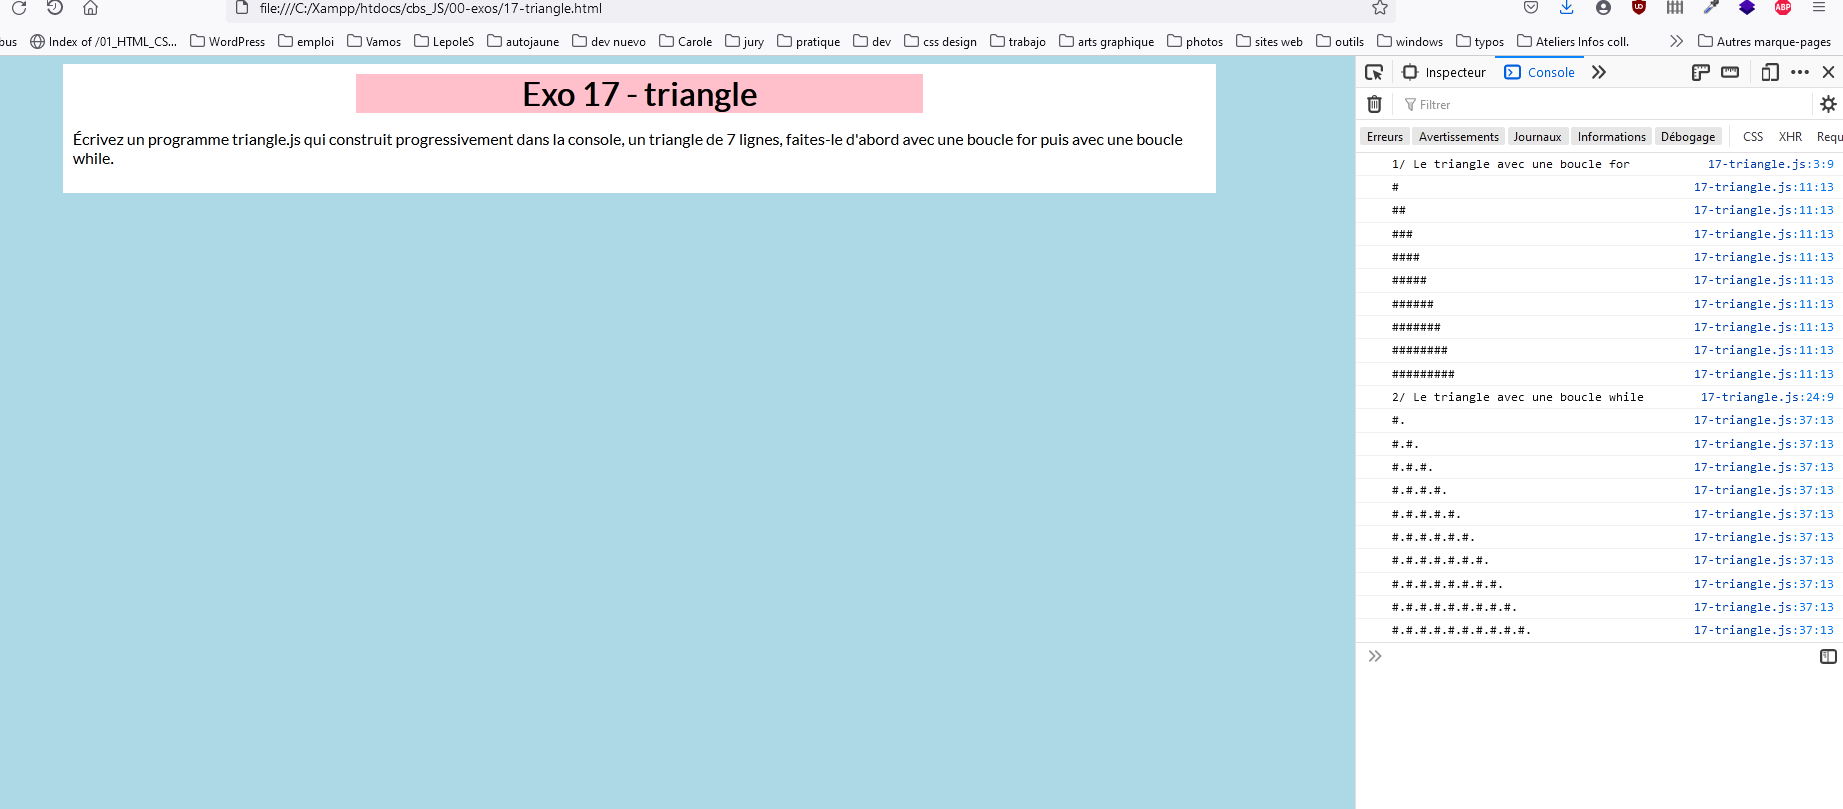 file:///C:/Xampp/htdocs/cbs_JS/00-exos/17-triangle.html
bus Index of /01_HTML_CS... WordPress emploi Vamos LepoleS autojaune dev nuevo Carole jury pratique dev css design trabajo arts graphique photos sites web outils windows typos Ateliers Infos coll. Autres marque-pages
Exo 17 - triangle
Écrivez un programme triangle.js qui construit progressivement dans la console, un triangle de 7 lignes, faites-le d'abord avec une boucle for puis avec une boucle
while.
Inspecteur Console
Filtrer
Erreurs Avertissements Journaux Informations Débogage CSS XHR Requ
1/ Le triangle avec une boucle for 17-triangle.js:3:9
# 17-triangle.js:11:13
## 17-triangle.js:11:13
### 17-triangle.js:11:13
#### 17-triangle.js:11:13
##### 17-triangle.js:11:13
###### 17-triangle.js:11:13
####### 17-triangle.js:11:13
######## 17-triangle.js:11:13
######### 17-triangle.js:11:13
2/ Le triangle avec une boucle while 17-triangle.js:24:9
#. 17-triangle.js:37:13
#.#. 17-triangle.js:37:13
#.#.#. 17-triangle.js:37:13
#.#.#.#. 17-triangle.js:37:13
#.#.#.#.#. 17-triangle.js:37:13
#.#.#.#.#.#. 17-triangle.js:37:13
#.#.#.#.#.#.#. 17-triangle.js:37:13
#.#.#.#.#.#.#.#. 17-triangle.js:37:13
#.#.#.#.#.#.#.#.#. 17-triangle.js:37:13
#.#.#.#.#.#.#.#.#.#. 17-triangle.js:37:13